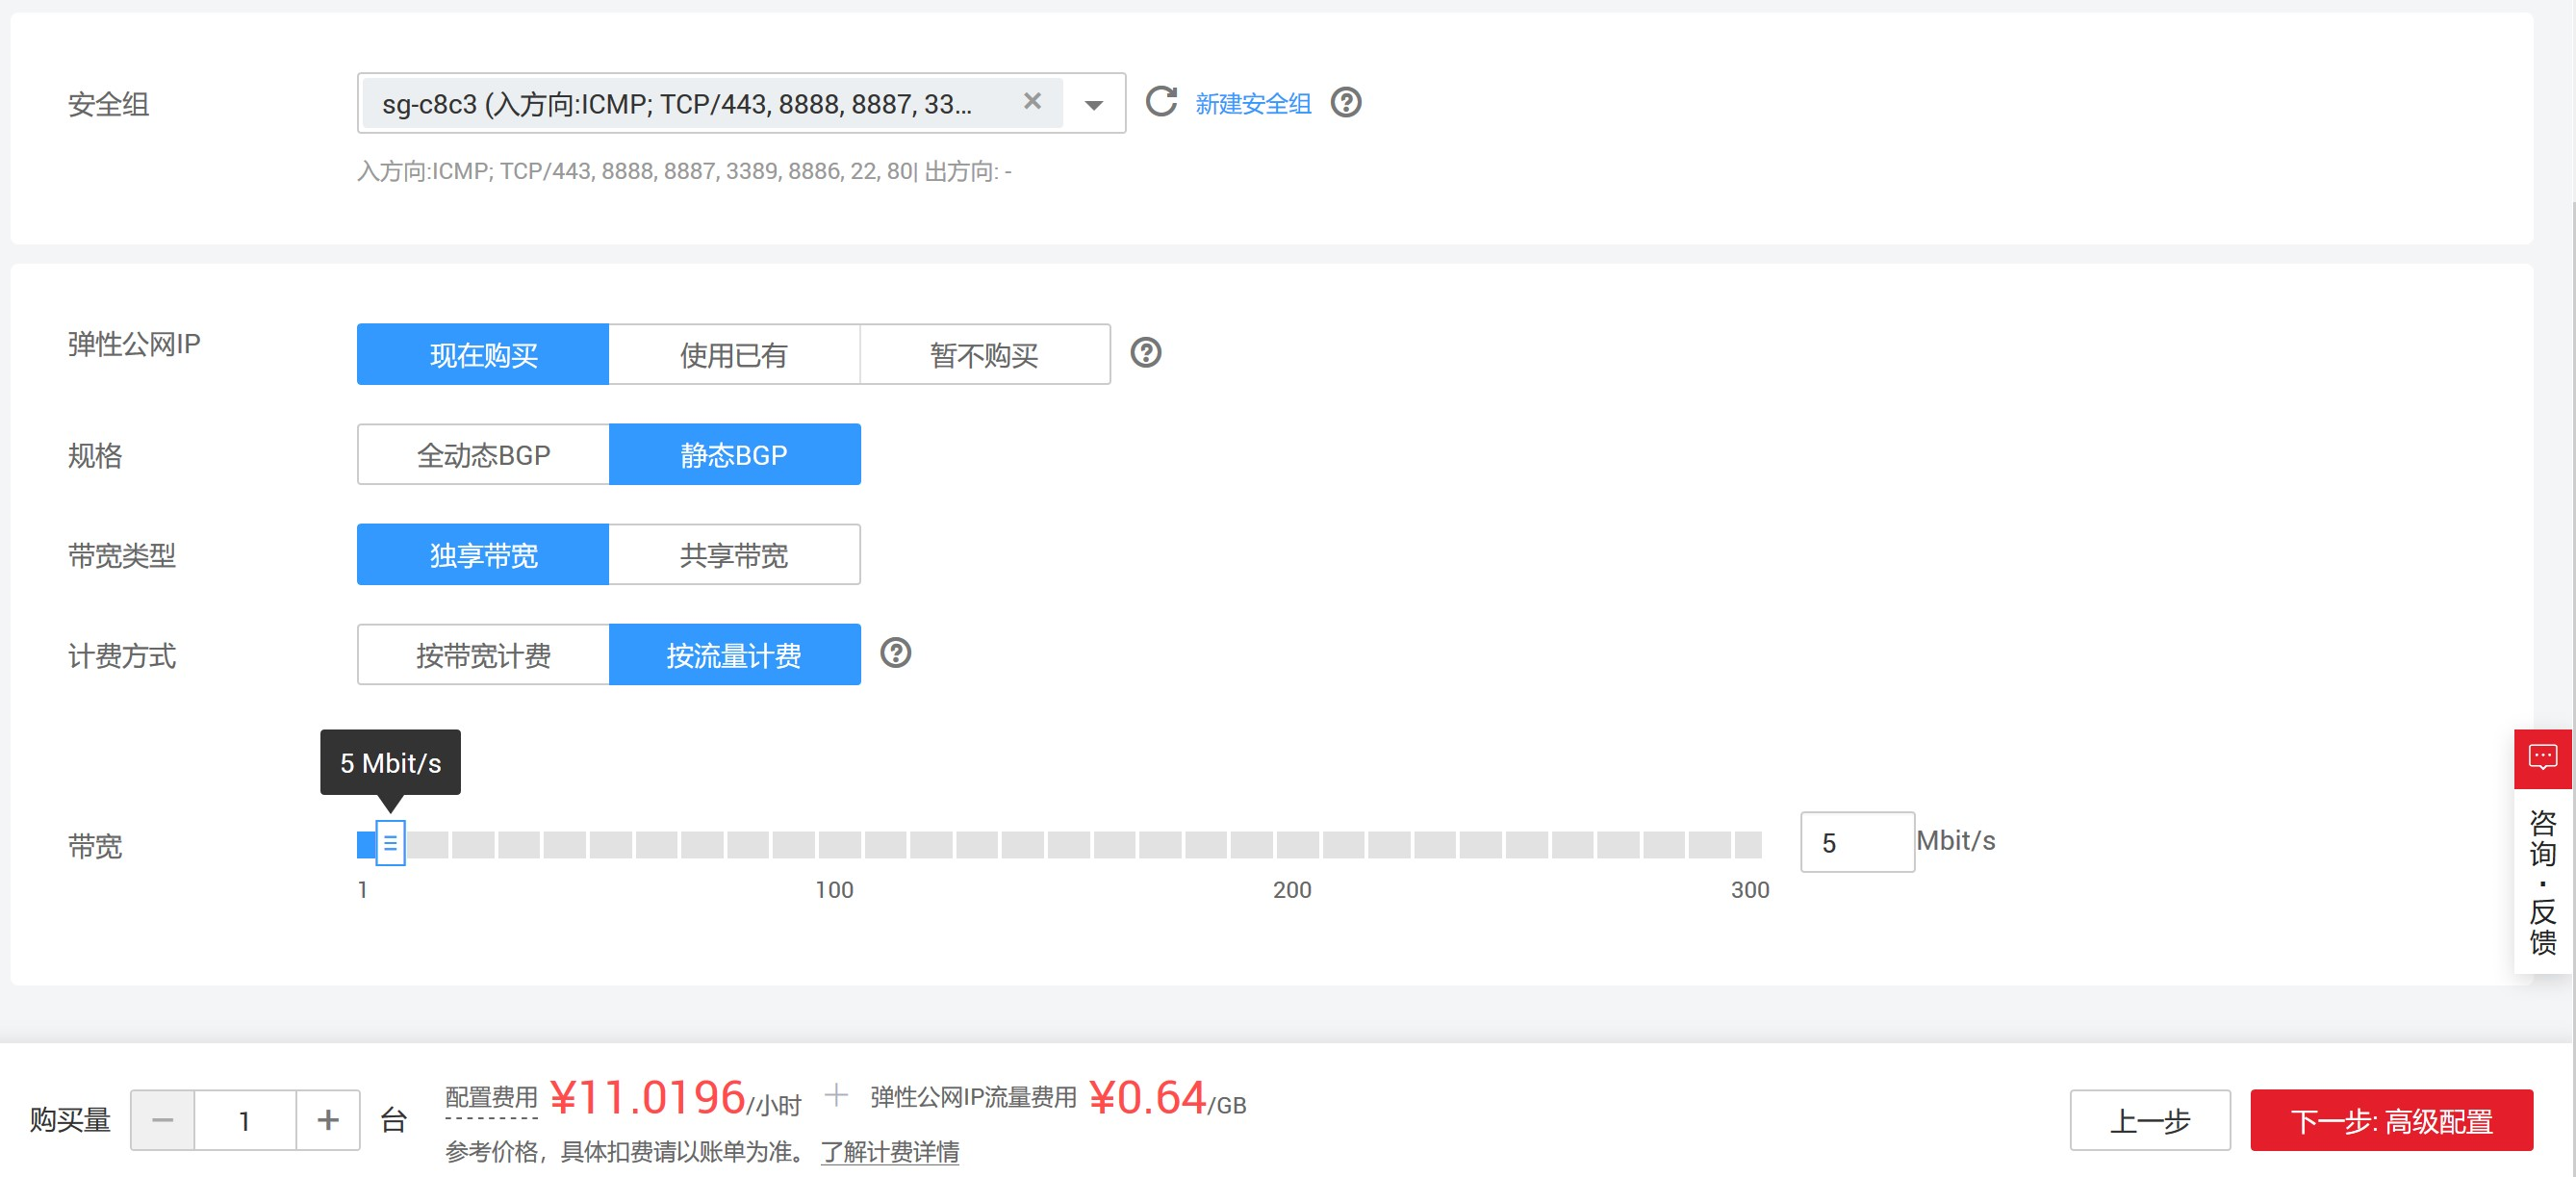 安全组
sg-c8c3 (入方向:ICMP; TCP/443, 8888, 8887, 33...
新建安全组
入方向:ICMP; TCP/443, 8888, 8887, 3389, 8886, 22, 80| 出方向: -
弹性公网IP
现在购买 使用已有 暂不购买
规格
全动态BGP 静态BGP
带宽类型
独享带宽 共享带宽
计费方式
按带宽计费 按流量计费
5 Mbit/s
带宽
5 Mbit/s
1 100 200 300
咨询·反馈
购买量 1 台
配置费用 ¥11.0196/小时 + 弹性公网IP流量费用 ¥0.64/GB
参考价格，具体扣费请以账单为准。 了解计费详情
上一步
下一步: 高级配置